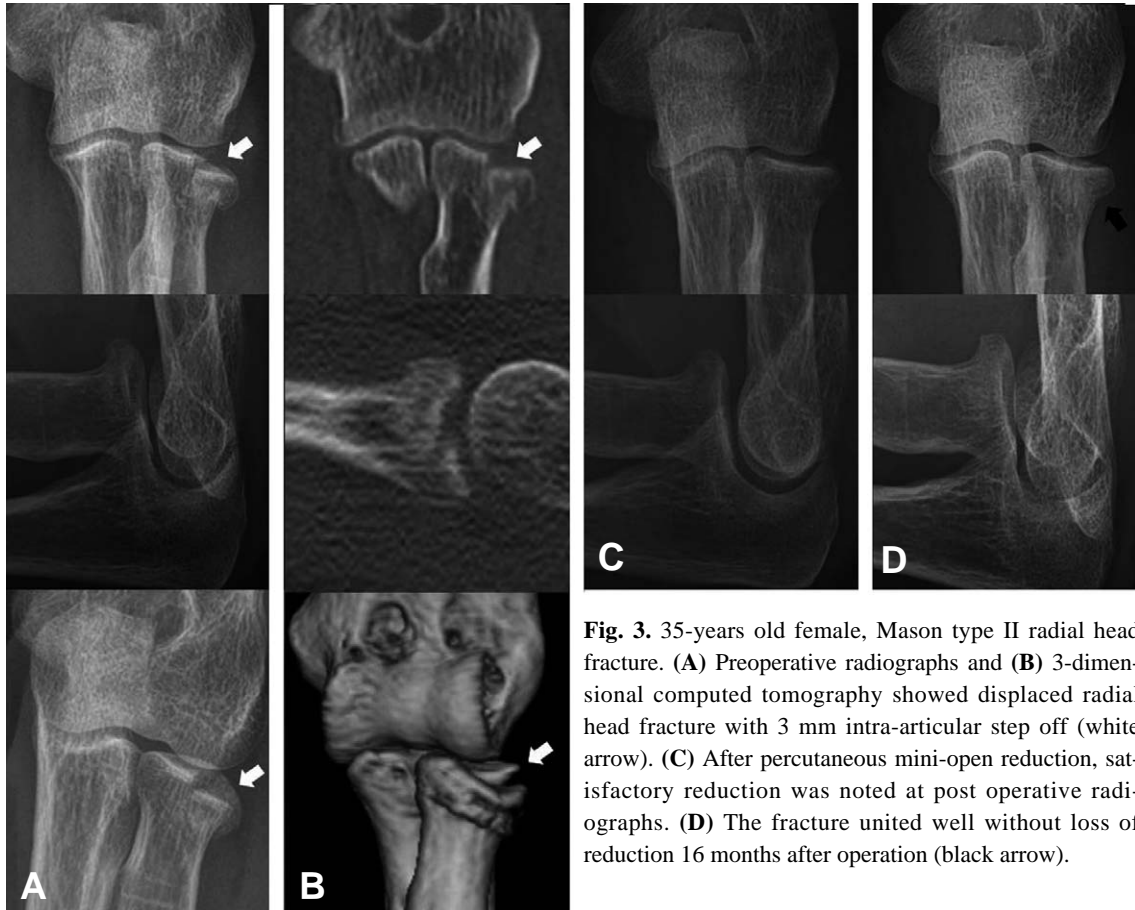 C
D
Fig. 3. 35-years old female, Mason type II radial head
fracture. (A) Preoperative radiographs and (B) 3-dimen-
sional computed tomography showed displaced radial
head fracture with 3 mm intra-articular step off (white
arrow). (C) After percutaneous mini-open reduction, sat-
isfactory reduction was noted at post operative radi-
ographs. (D) The fracture united well without loss of
reduction 16 months after operation (black arrow).
A
B